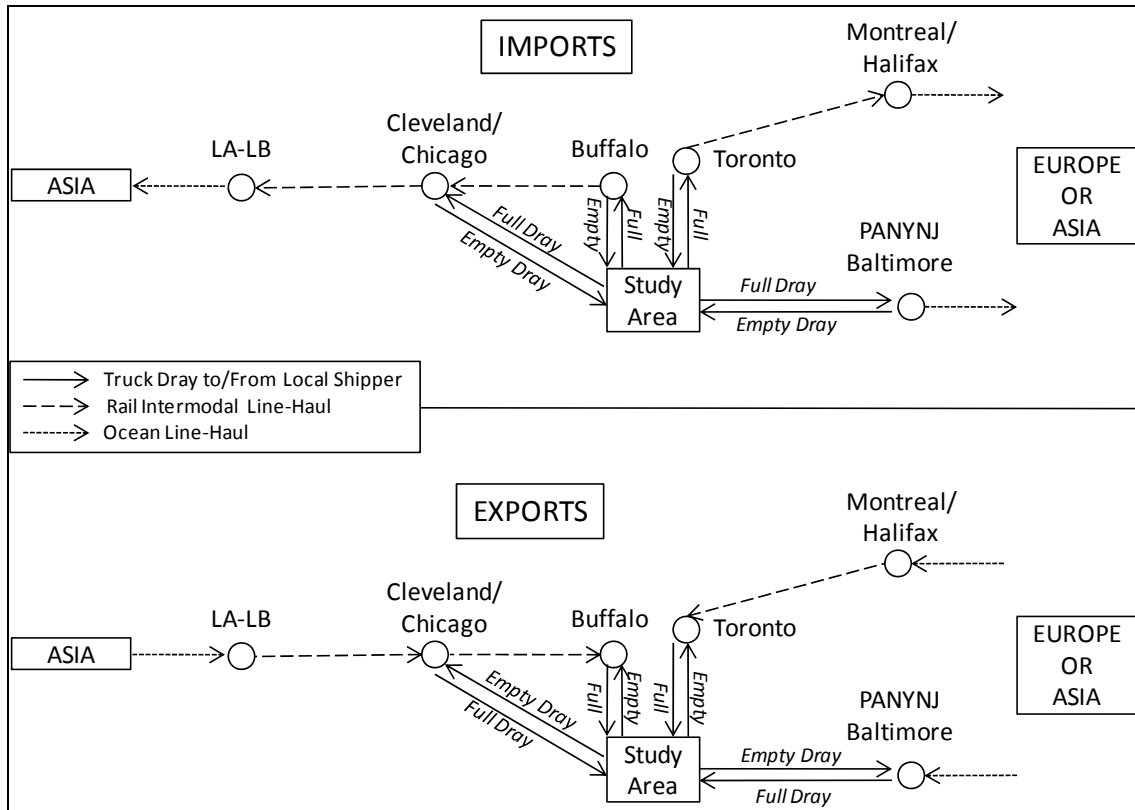 IMPORTS
Montreal/
Halifax
Cleveland/
Chicago
LA-LB
Buffalo
Toronto
ASIA
EUROPE
OR
ASIA
Full Dray
Empty Dray
Empty
Full
Empty
Full
PANYNJ
Baltimore
Study
Area
Full Dray
Empty Dray
Truck Dray to/From Local Shipper
Rail Intermodal Line-Haul
Ocean Line-Haul
EXPORTS
Montreal/
Halifax
Cleveland/
Chicago
LA-LB
Buffalo
Toronto
ASIA
EUROPE
OR
ASIA
Empty Dray
Full Dray
Full
Empty
Full
Empty
PANYNJ
Baltimore
Study
Area
Empty Dray
Full Dray